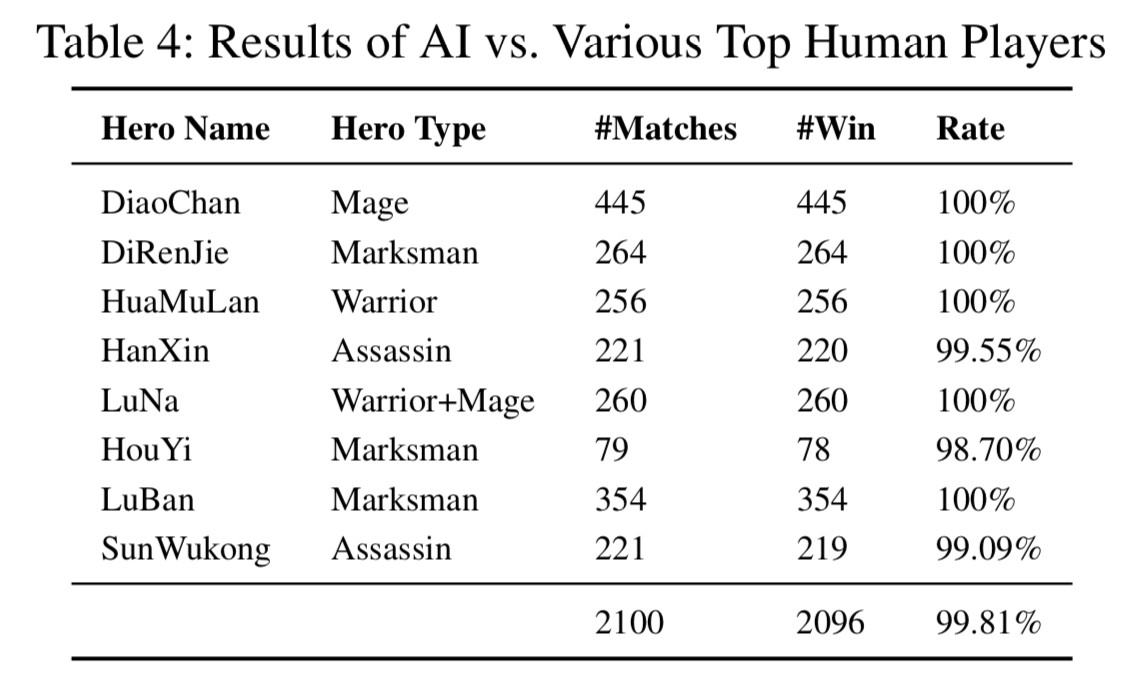 Table 4: Results of AI vs. Various Top Human Players
Hero Name Hero Type #Matches #Win Rate
DiaoChan Mage 445 445 100%
DiRenJie Marksman 264 264 100%
HuaMuLan Warrior 256 256 100%
HanXin Assassin 221 220 99.55%
LuNa Warrior+Mage 260 260 100%
HouYi Marksman 79 78 98.70%
LuBan Marksman 354 354 100%
SunWukong Assassin 221 219 99.09%
2100 2096 99.81%